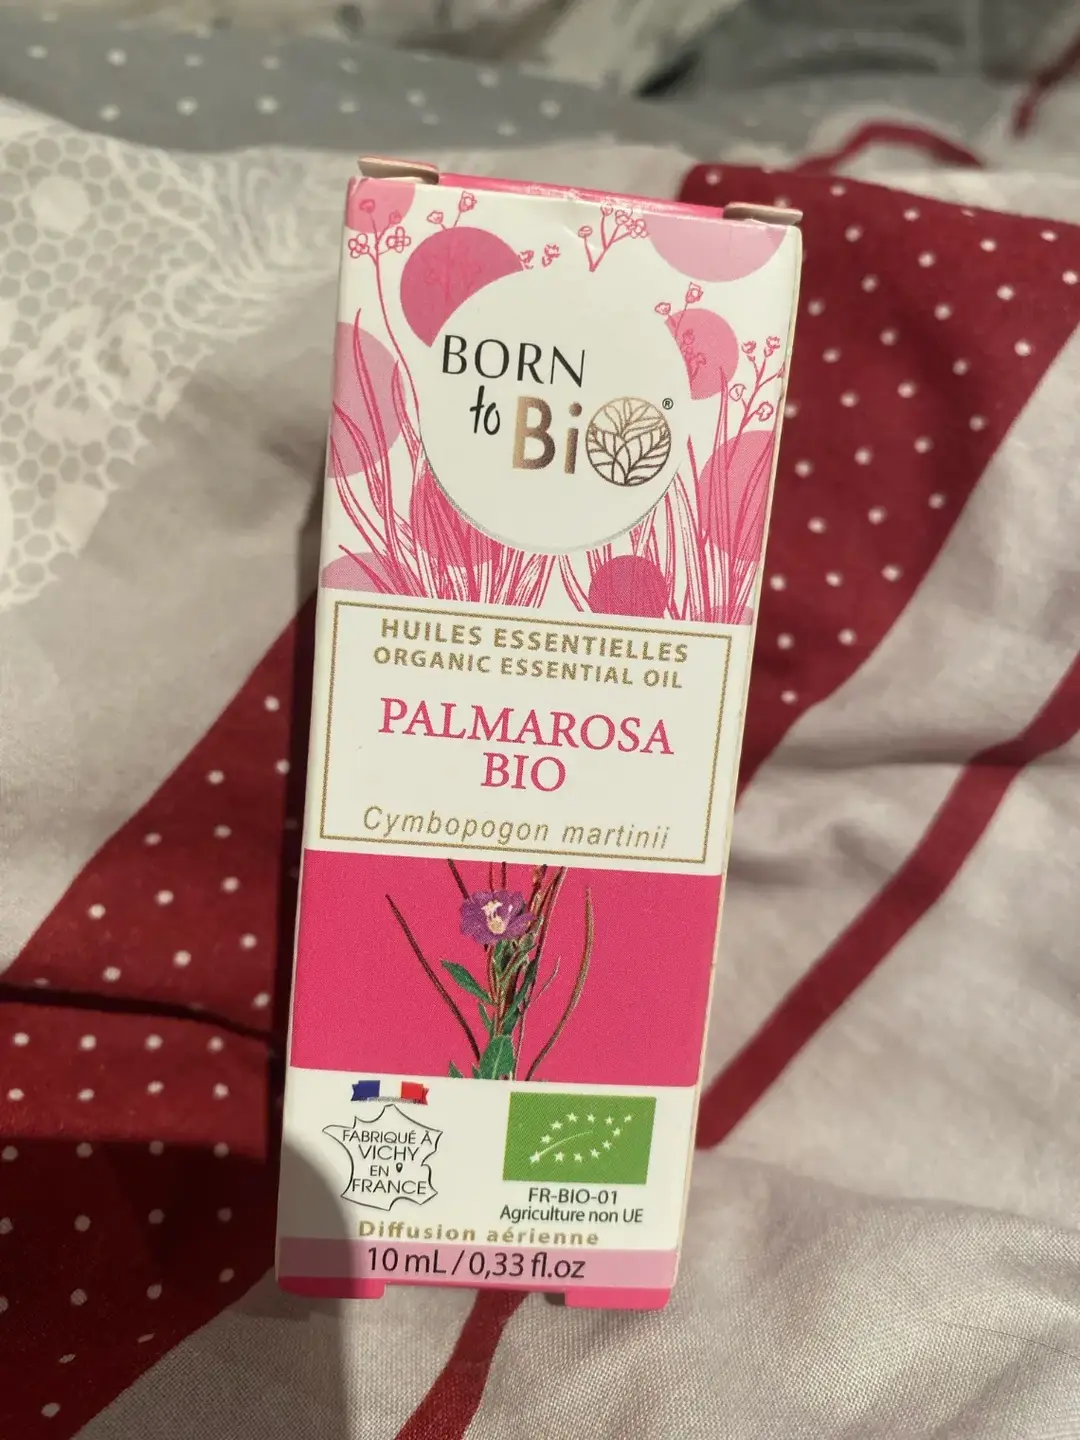 BORN
to BiO®
HUILES ESSENTIELLES
ORGANIC ESSENTIAL OIL
PALMAROSA
BIO
Cymbopogon martinii
FABRIQUÉ À
VICHY
EN
FRANCE
FR-BIO-01
Agriculture non UE
Diffusion aérienne
10 mL / 0,33 fl.oz